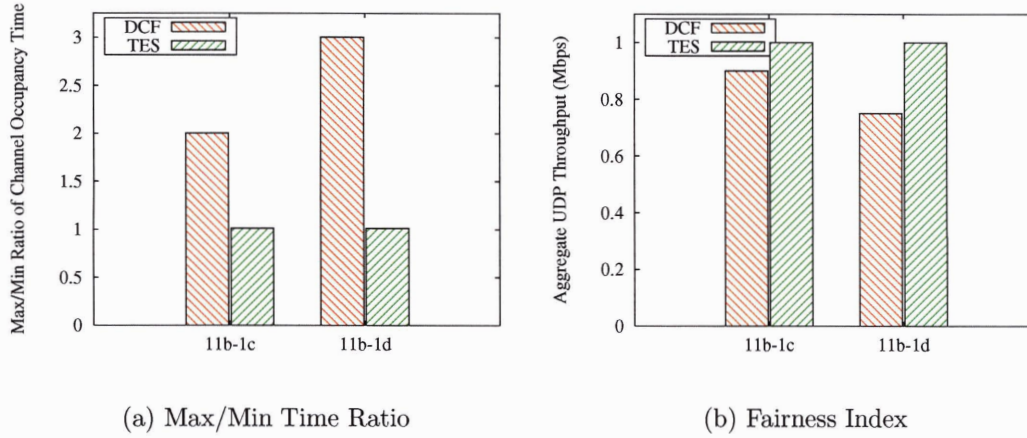 Max/Min Ratio of Channel Occupancy Time
3
2.5
2
1.5
1
0.5
0
DCF
TES
11b-1c
11b-1d
(a) Max/Min Time Ratio
Aggregate UDP Throughput (Mbps)
1
0.8
0.6
0.4
0.2
0
DCF
TES
11b-1c
11b-1d
(b) Fairness Index